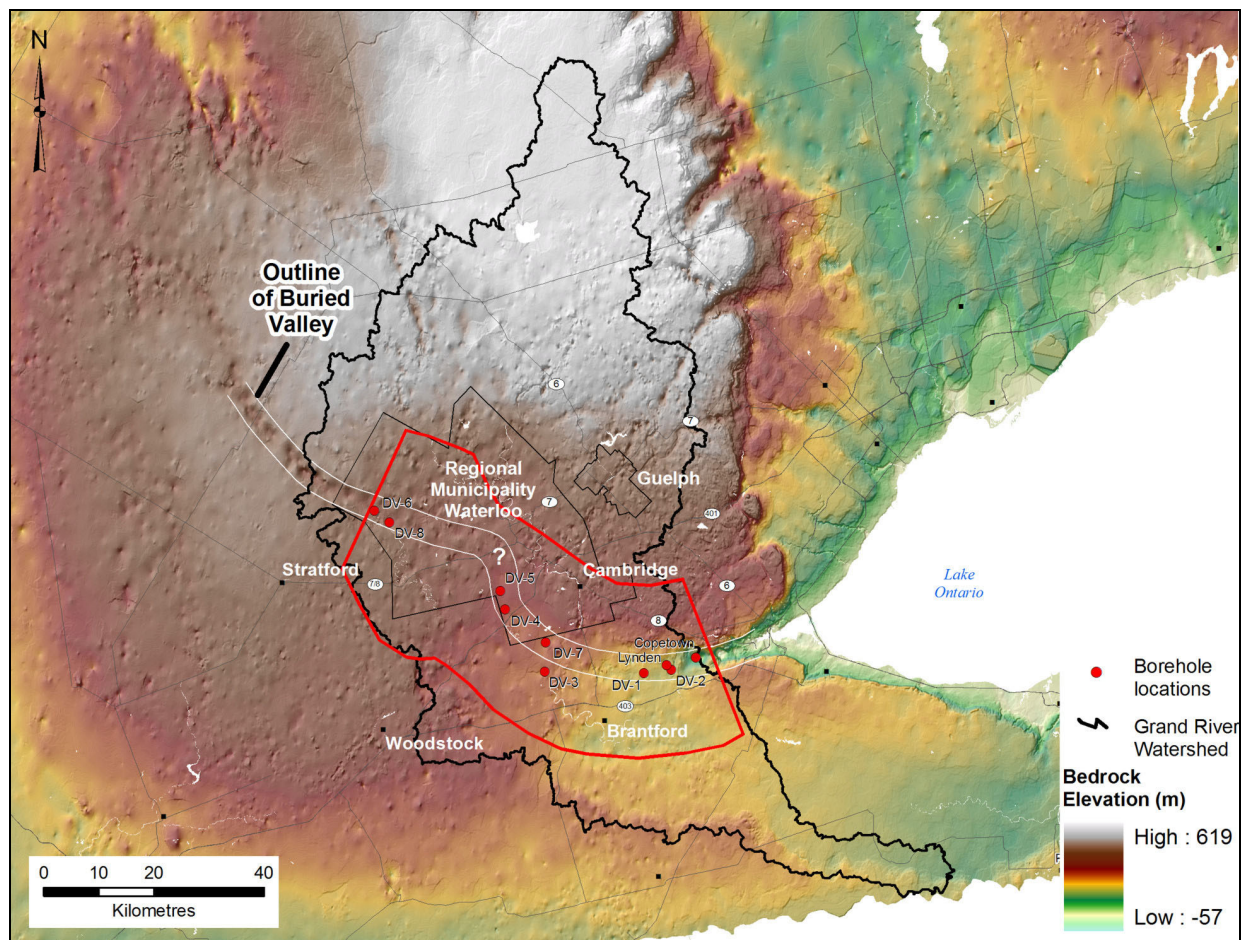 N
Outline
of Buried
Valley
6
7
Regional
Municipality
Waterloo
7
Guelph
401
DV-6
DV-8
?
Stratford
7/8
DV-5
Cambridge
6
Lake
Ontario
DV-4
8
DV-7
Copetown
Lynden
DV-3
DV-1
DV-2
403
Brantford
Woodstock
Borehole
locations
Grand River
Watershed
Bedrock
Elevation (m)
High : 619
Low : -57
0 10 20 40
Kilometres